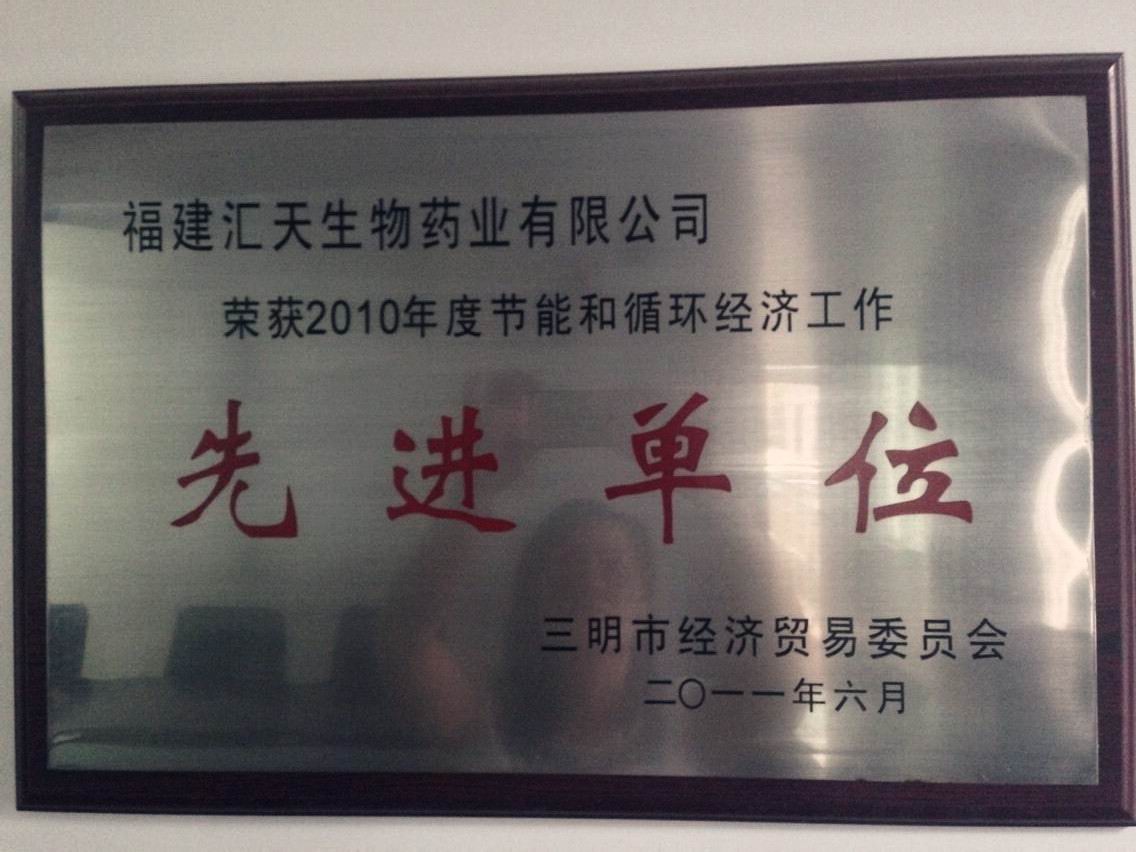 福建汇天生物药业有限公司
荣获2010年度节能和循环经济工作
先进单位
三明市经济贸易委员会
二〇一一年六月